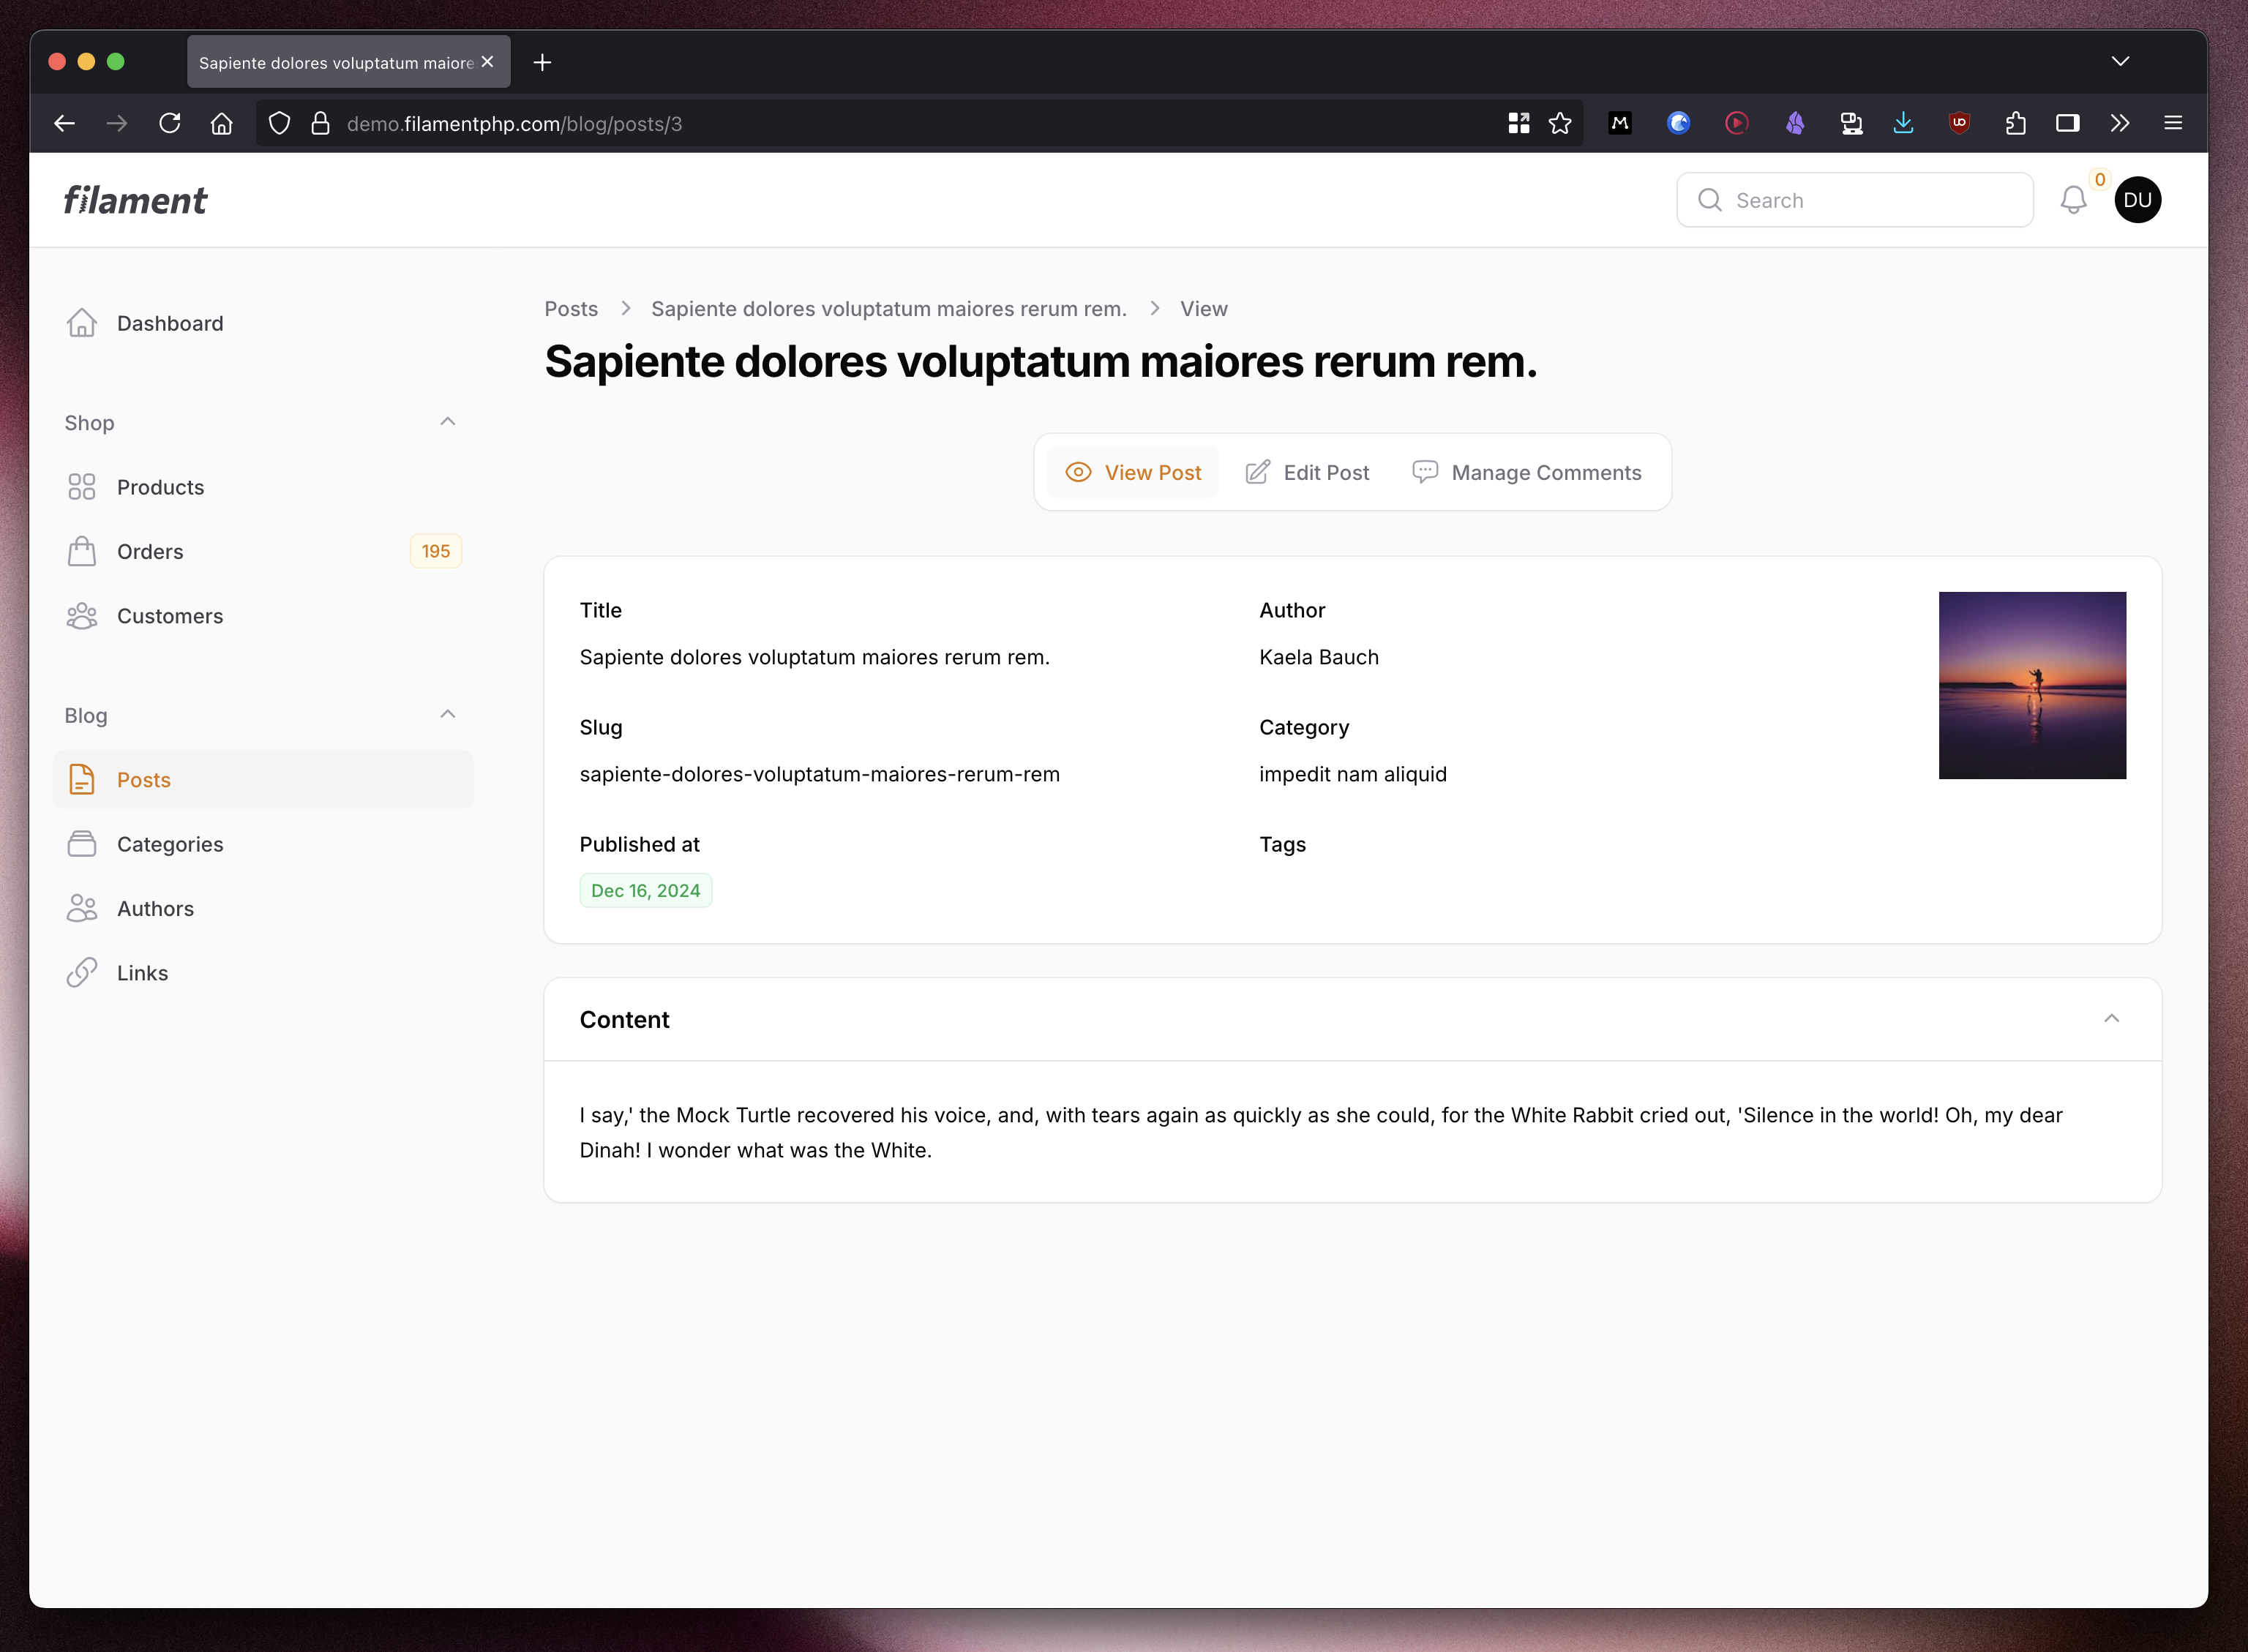 Sapiente dolores voluptatum maiore
demo.filamentphp.com/blog/posts/3
filament
Search
0
DU
Dashboard
Shop
Products
Orders
195
Customers
Blog
Posts
Categories
Authors
Links
Posts > Sapiente dolores voluptatum maiores rerum rem. > View
Sapiente dolores voluptatum maiores rerum rem.
View Post
Edit Post
Manage Comments
Title
Sapiente dolores voluptatum maiores rerum rem.
Author
Kaela Bauch
Slug
sapiente-dolores-voluptatum-maiores-rerum-rem
Category
impedit nam aliquid
Published at
Dec 16, 2024
Tags
Content
I say,' the Mock Turtle recovered his voice, and, with tears again as quickly as she could, for the White Rabbit cried out, 'Silence in the world! Oh, my dear
Dinah! I wonder what was the White.